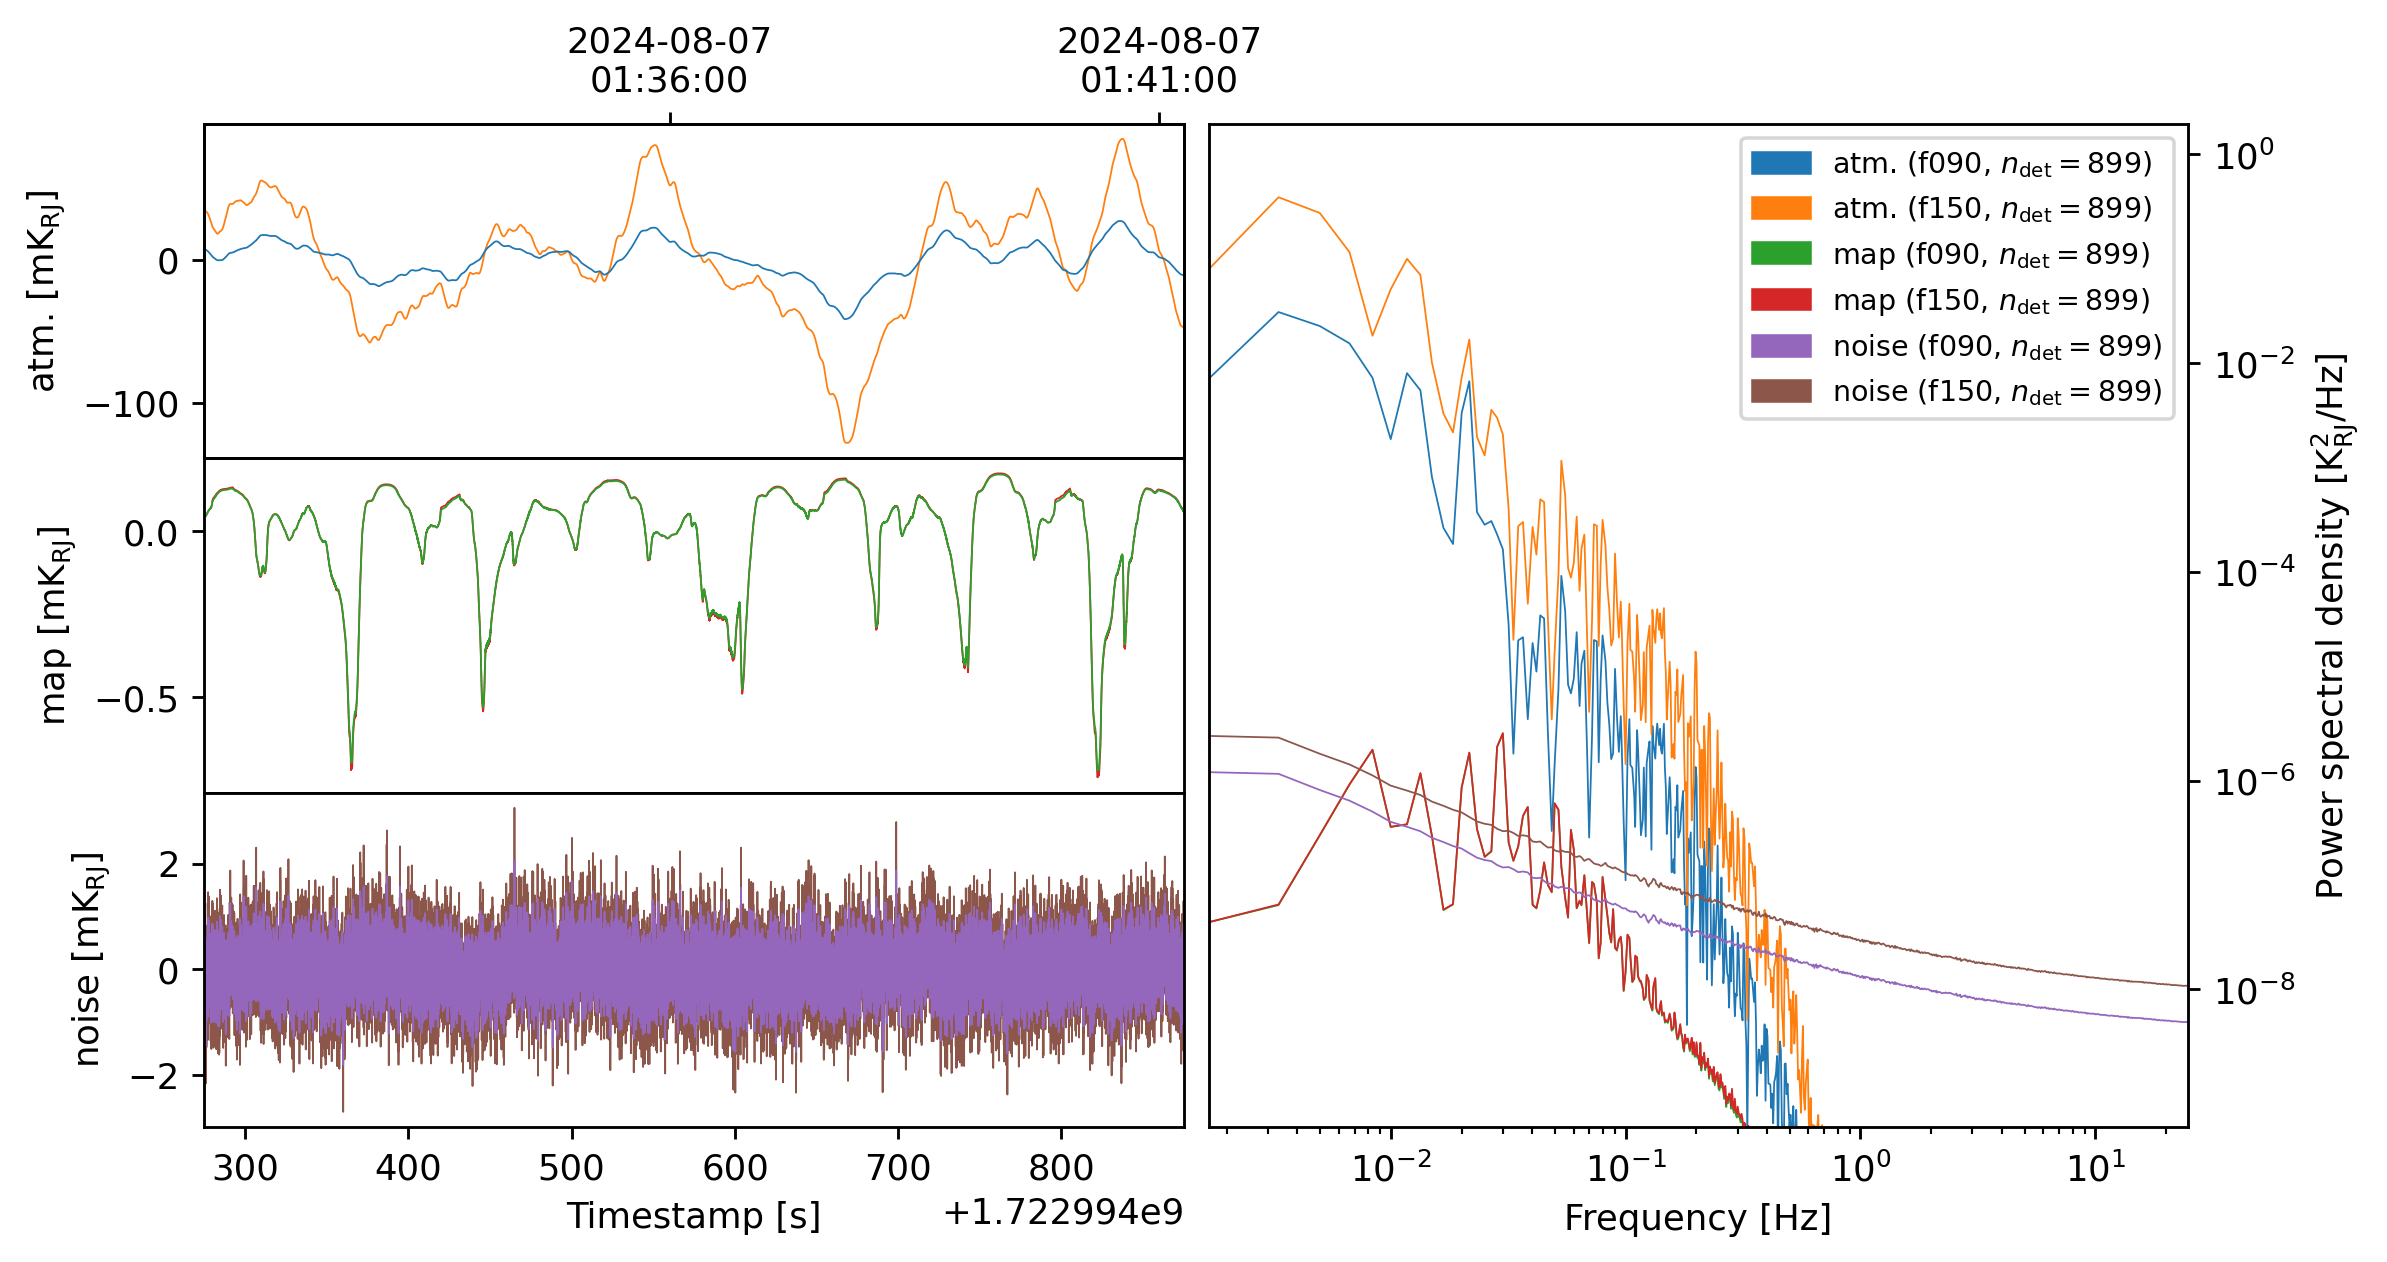 2024-08-07
01:36:00
2024-08-07
01:41:00
atm. [mK_RJ]
0
−100
map [mK_RJ]
0.0
−0.5
noise [mK_RJ]
2
0
−2
300
400
500
600
700
800
Timestamp [s]
+1.722994e9
atm. (f090, n_det = 899)
atm. (f150, n_det = 899)
map (f090, n_det = 899)
map (f150, n_det = 899)
noise (f090, n_det = 899)
noise (f150, n_det = 899)
10^0
10^−2
10^−4
10^−6
10^−8
Power spectral density [K^2_RJ/Hz]
10^−2
10^−1
10^0
10^1
Frequency [Hz]